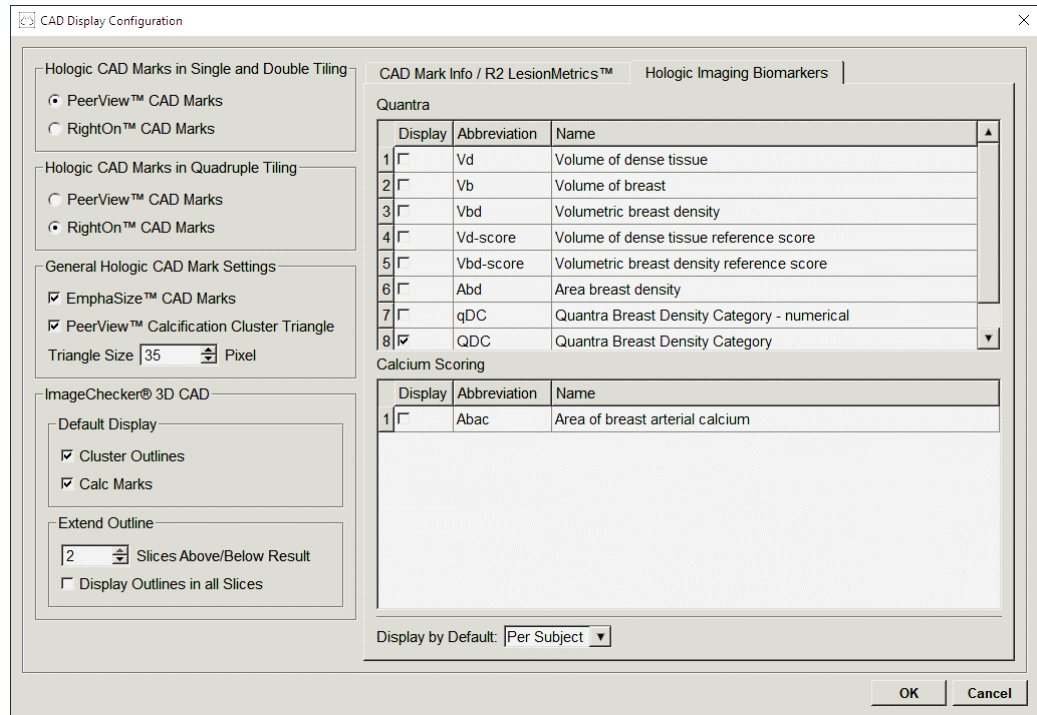 CAD Display Configuration
Hologic CAD Marks in Single and Double Tiling
PeerView™ CAD Marks
RightOn™ CAD Marks
Hologic CAD Marks in Quadruple Tiling
PeerView™ CAD Marks
RightOn™ CAD Marks
General Hologic CAD Mark Settings
EmphaSize™ CAD Marks
PeerView™ Calcification Cluster Triangle
Triangle Size 35 Pixel
ImageChecker® 3D CAD
Default Display
Cluster Outlines
Calc Marks
Extend Outline
2 Slices Above/Below Result
Display Outlines in all Slices
CAD Mark Info / R2 LesionMetrics™ Hologic Imaging Biomarkers
Quantra
Display Abbreviation Name
1 Vd Volume of dense tissue
2 Vb Volume of breast
3 Vbd Volumetric breast density
4 Vd-score Volume of dense tissue reference score
5 Vbd-score Volumetric breast density reference score
6 Abd Area breast density
7 qDC Quantra Breast Density Category - numerical
8 QDC Quantra Breast Density Category
Calcium Scoring
Display Abbreviation Name
1 Abac Area of breast arterial calcium
Display by Default: Per Subject
OK Cancel